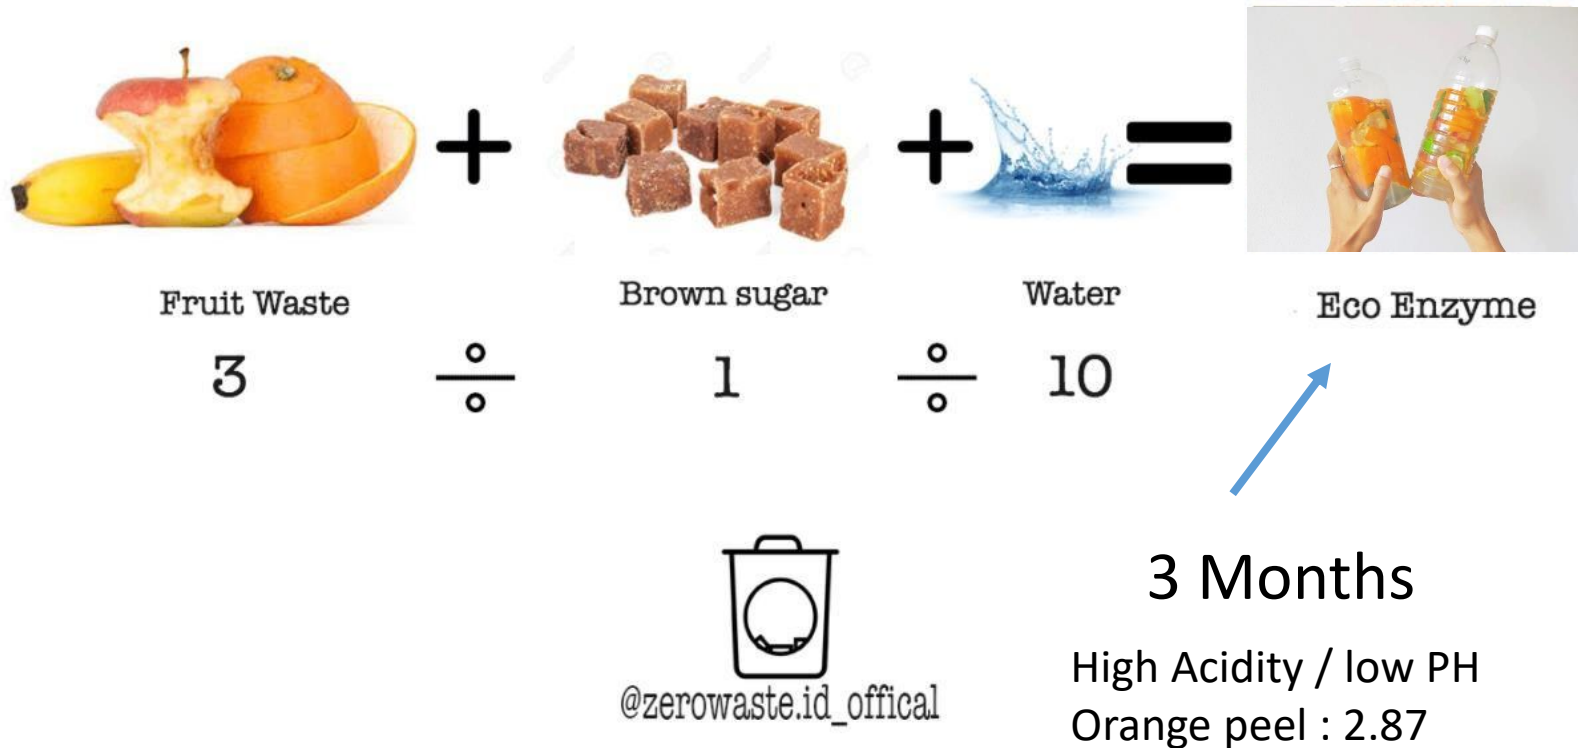 Fruit Waste
Brown sugar
Water
Eco Enzyme
3 ÷ 1 ÷ 10
3 Months
High Acidity / low PH
Orange peel : 2.87
@zerowaste.id_offical